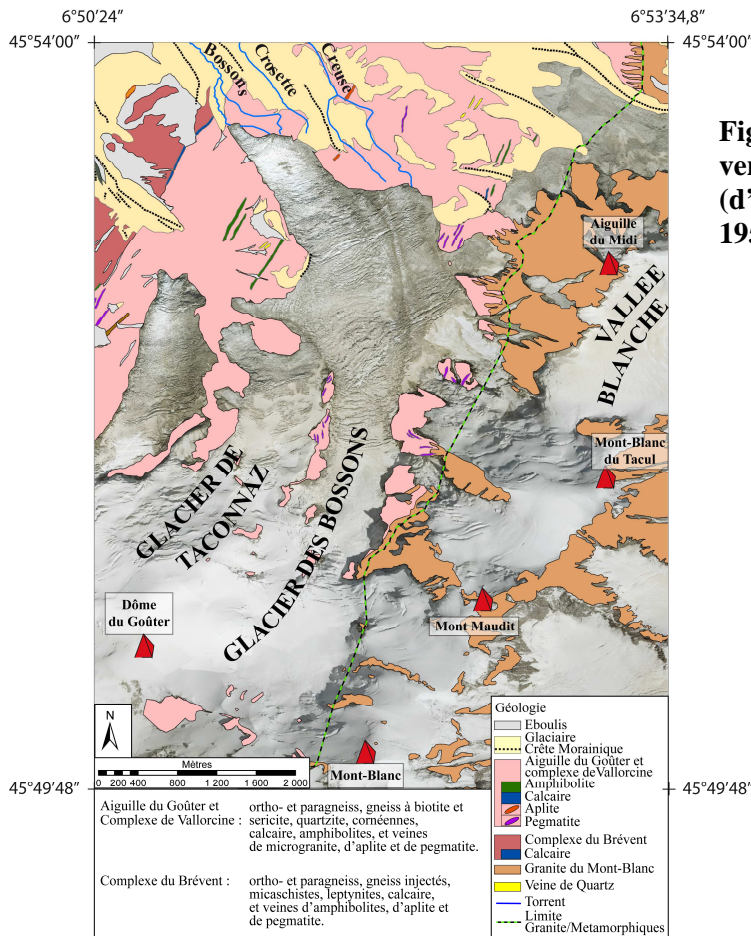 6°50'24"
6°53'34,8"
45°54'00"
45°54'00"
Bossons
Crosette
Creuse
Fig
ver
(d'
195
Aiguille
du Midi
VALLEE
BLANCHE
Mont-Blanc
du Tacul
GLACIER DE
TACONNAZ
GLACIER DES BOSSONS
Dôme
du Goûter
Mont Maudit
N
Mètres
0 200 400 800 1 200 1 600 2 000
Mont-Blanc
45°49'48"
45°49'48"
Géologie
Eboulis
Glaciaire
Crête Morainique
Aiguille du Goûter et
complexe de Vallorcine
Amphibolite
Calcaire
Aplite
Pegmatite
Complexe du Brévent
Calcaire
Granite du Mont-Blanc
Veine de Quartz
Torrent
Limite
Granite/Metamorphiques
Aiguille du Goûter et
Complexe de Vallorcine :
ortho- et paragneiss, gneiss à biotite et
sericite, quartzite, cornéennes,
calcaire, amphibolites, et veines
de microgranite, d'aplite et de pegmatite.
Complexe du Brévent :
ortho- et paragneiss, gneiss injectés,
micaschistes, leptynites, calcaire,
et veines d'amphibolites, d'aplite et
de pegmatite.